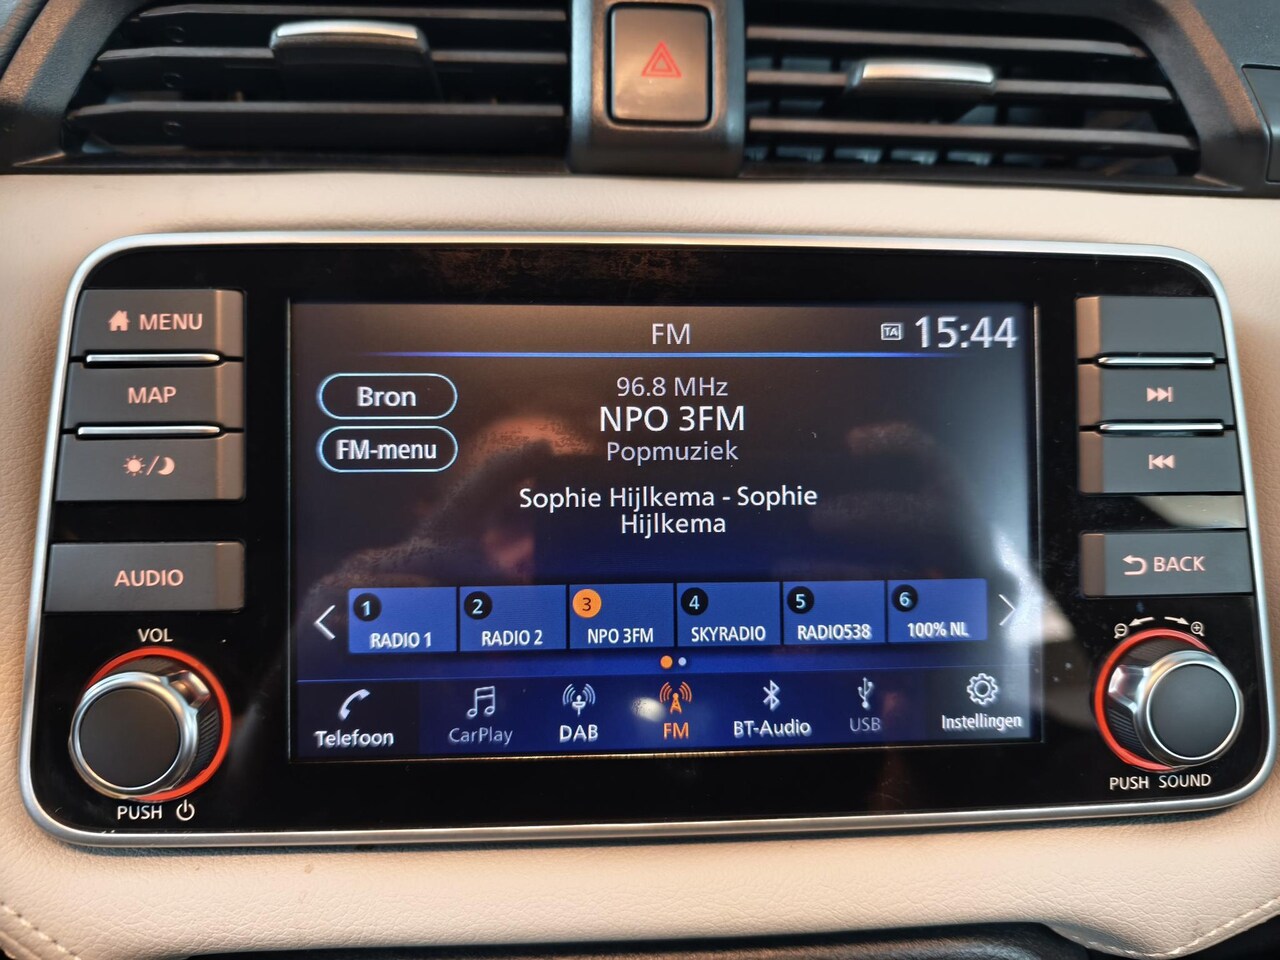 FM
TA 15:44
MENU
MAP
AUDIO
VOL
PUSH
Bron
FM-menu
96.8 MHz
NPO 3FM
Popmuziek
Sophie Hijlkema - Sophie
Hijlkema
1 RADIO 1
2 RADIO 2
3 NPO 3FM
4 SKYRADIO
5 RADIO538
6 100% NL
Telefoon
CarPlay
DAB
FM
BT-Audio
USB
Instellingen
BACK
PUSH SOUND